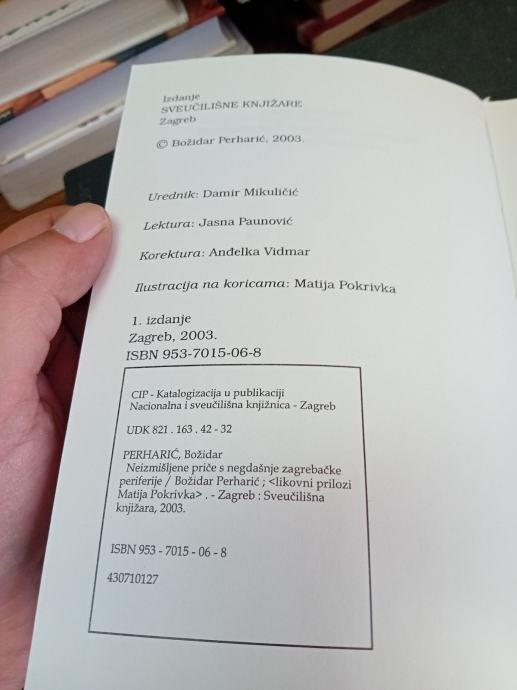 Izdanje
SVEUČILIŠNE KNJIŽARE
Zagreb
© Božidar Perharić, 2003.
Urednik: Damir Mikuličić
Lektura: Jasna Paunović
Korektura: Anđelka Vidmar
Ilustracija na koricama: Matija Pokrivka
1. izdanje
Zagreb, 2003.
ISBN 953-7015-06-8
CIP - Katalogizacija u publikaciji
Nacionalna i sveučilišna knjižnica - Zagreb
UDK 821 . 163 . 42 - 32
PERHARIĆ, Božidar
Neizmišljene priče s negdašnje zagrebačke
periferije / Božidar Perharić ; <likovni prilozi
Matija Pokrivka> . - Zagreb : Sveučilišna
knjižara, 2003.
ISBN 953 - 7015 - 06 - 8
430710127